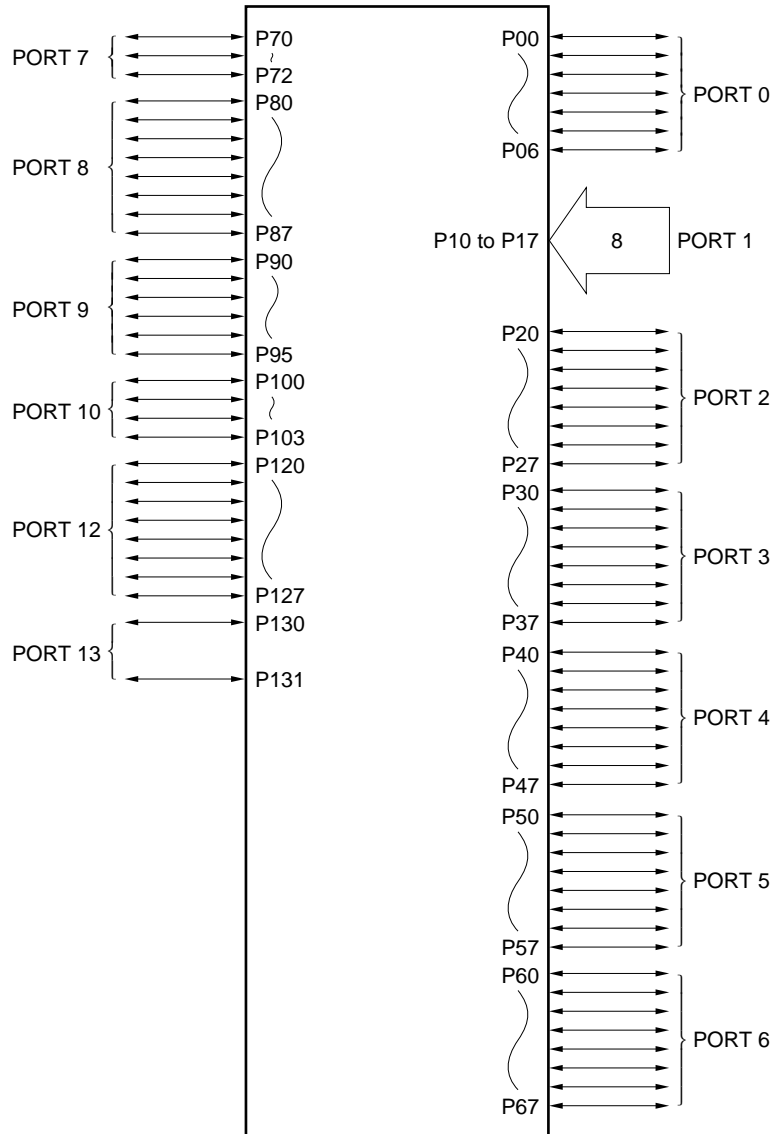 PORT 7
P70
~
P72
PORT 8
P80
P87
PORT 9
P90
P95
PORT 10
P100
P103
PORT 12
P120
P127
PORT 13
P130
P131
P00
P06
PORT 0
P10 to P17
8
PORT 1
P20
P27
PORT 2
P30
P37
PORT 3
P40
P47
PORT 4
P50
P57
PORT 5
P60
P67
PORT 6